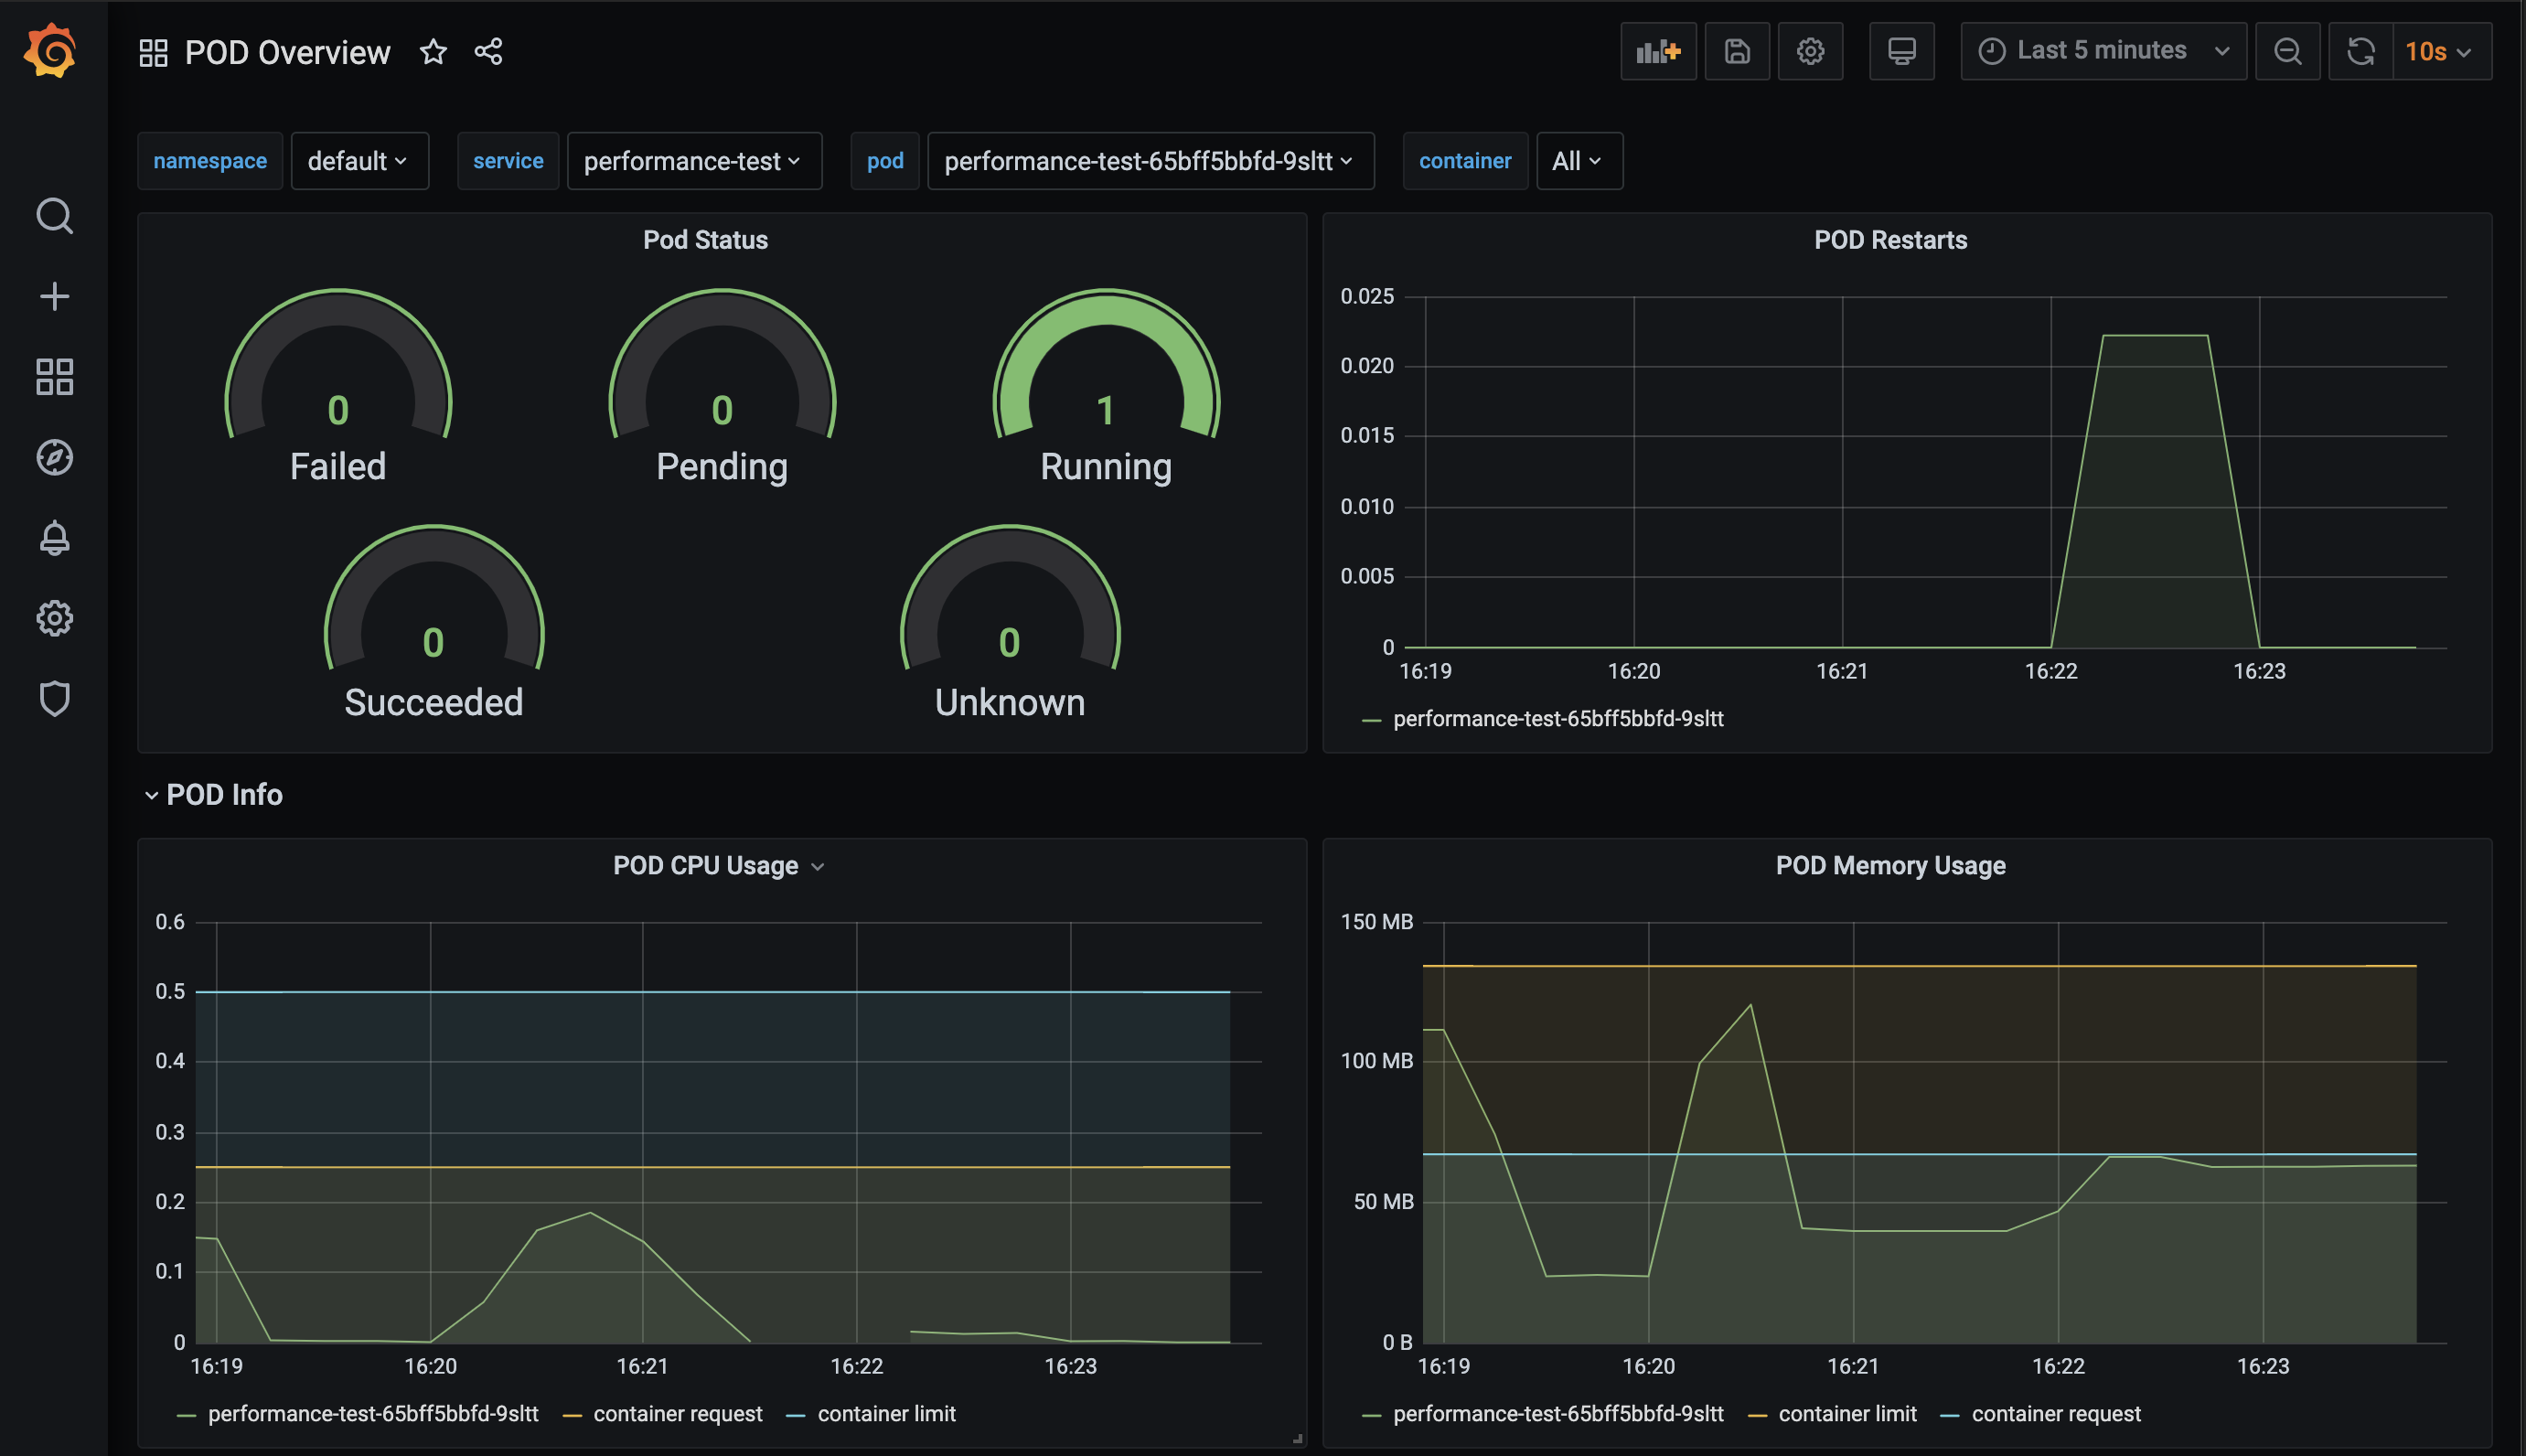 POD Overview
Last 5 minutes
10s
namespace default service performance-test pod performance-test-65bff5bbfd-9sltt container All
Pod Status
0
Failed
0
Pending
1
Running
0
Succeeded
0
Unknown
POD Restarts
0.025
0.020
0.015
0.010
0.005
0
16:19 16:20 16:21 16:22 16:23
performance-test-65bff5bbfd-9sltt
POD Info
POD CPU Usage
0.6
0.5
0.4
0.3
0.2
0.1
0
16:19 16:20 16:21 16:22 16:23
performance-test-65bff5bbfd-9sltt container request container limit
POD Memory Usage
150 MB
100 MB
50 MB
0 B
16:19 16:20 16:21 16:22 16:23
performance-test-65bff5bbfd-9sltt container limit container request